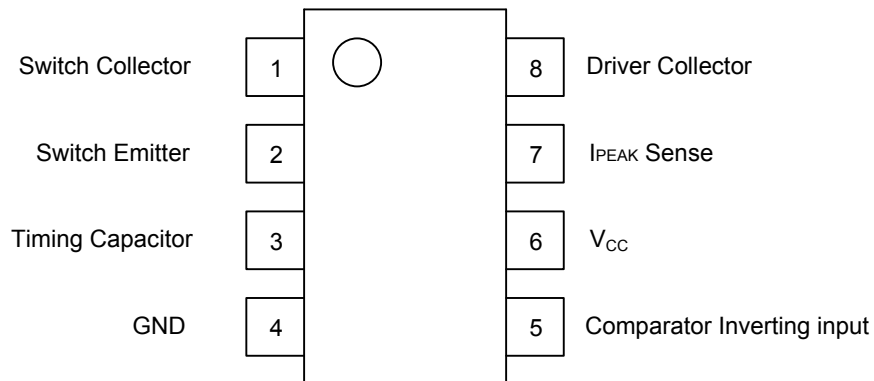 Switch Collector 1 8 Driver Collector
Switch Emitter 2 7 IPEAK Sense
Timing Capacitor 3 6 VCC
GND 4 5 Comparator Inverting input